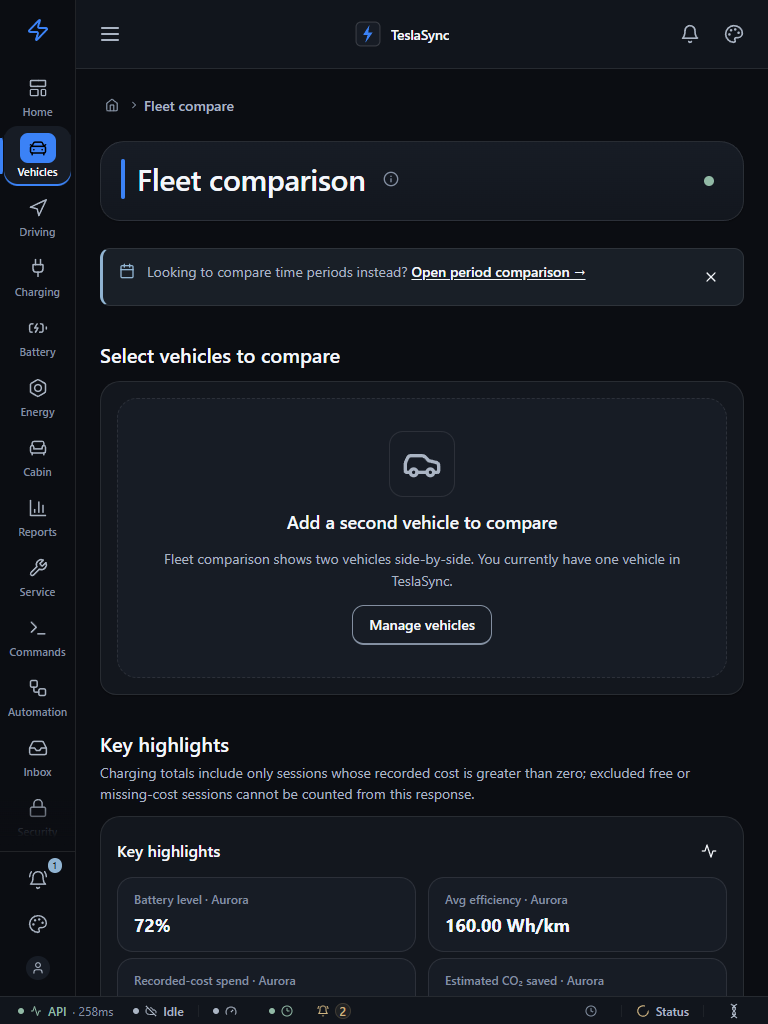 TeslaSync
Home
Vehicles
Driving
Charging
Battery
Energy
Cabin
Reports
Service
Commands
Automation
Inbox
Security
1
Fleet compare
Fleet comparison
Looking to compare time periods instead? Open period comparison →
Select vehicles to compare
Add a second vehicle to compare
Fleet comparison shows two vehicles side-by-side. You currently have one vehicle in
TeslaSync.
Manage vehicles
Key highlights
Charging totals include only sessions whose recorded cost is greater than zero; excluded free or
missing-cost sessions cannot be counted from this response.
Key highlights
Battery level · Aurora
72%
Avg efficiency · Aurora
160.00 Wh/km
Recorded-cost spend · Aurora
Estimated CO₂ saved · Aurora
API · 258ms
Idle
2
Status